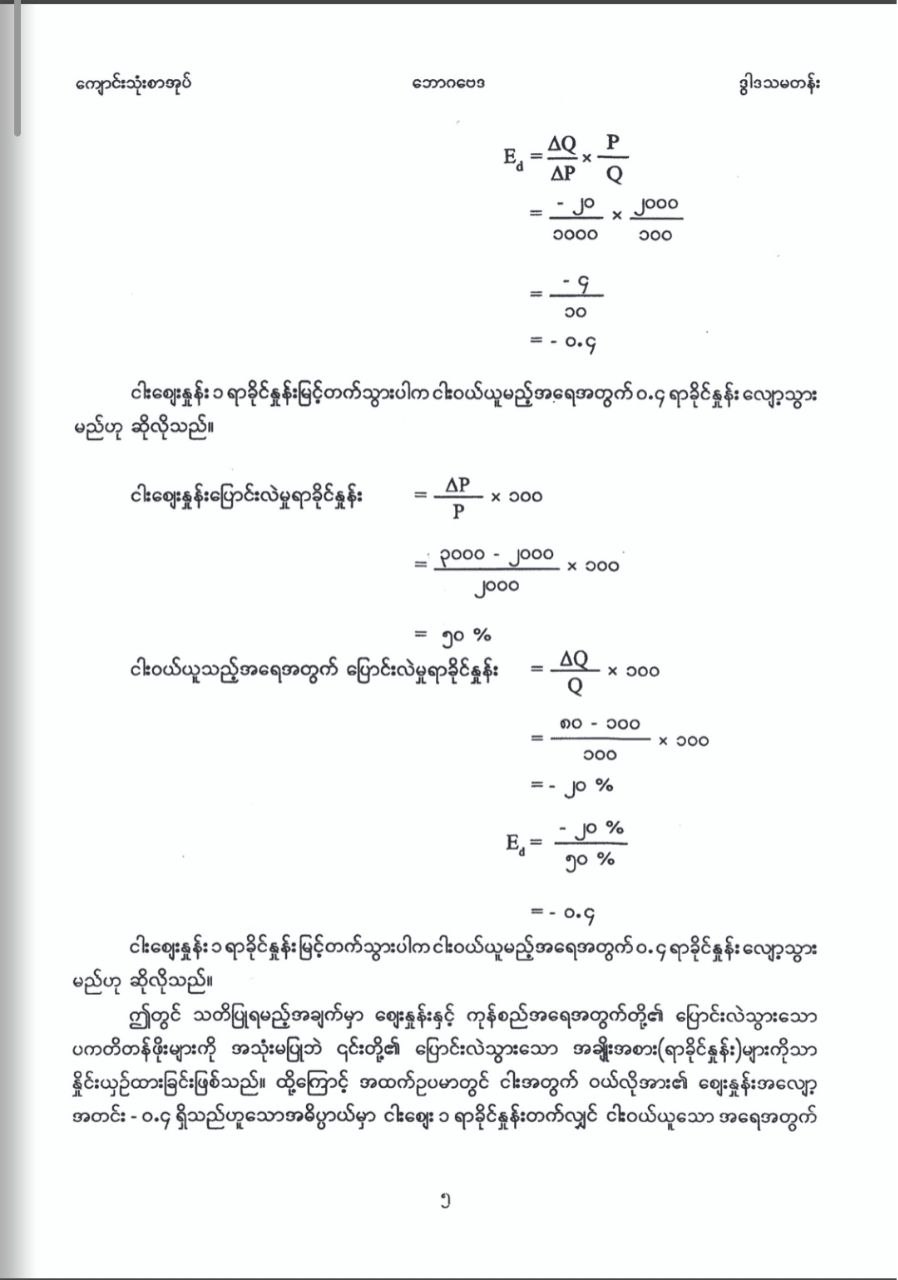 ကျောင်းသုံးစာအုပ် ဘောဂဗေဒ ဒွါဒသမတန်း
E_d = ΔQ/ΔP × P/Q
= - ၂၀/၁၀၀၀ × ၂၀၀၀/၁၀၀
= - ၄/၁၀
= - ၀.၄
ငါးဈေးနှုန်း ၁ ရာခိုင်နှုန်းမြင့်တက်သွားပါက ငါးဝယ်ယူမည့်အရေအတွက် ၀.၄ ရာခိုင်နှုန်း လျော့သွား
မည်ဟု ဆိုလိုသည်။
ငါးဈေးနှုန်းပြောင်းလဲမှုရာခိုင်နှုန်း = ΔP/P × ၁၀၀
= ၃၀၀၀ - ၂၀၀၀/၂၀၀၀ × ၁၀၀
= ၅၀ %
ငါးဝယ်ယူသည့်အရေအတွက် ပြောင်းလဲမှုရာခိုင်နှုန်း = ΔQ/Q × ၁၀၀
= ၈၀ - ၁၀၀/၁၀၀ × ၁၀၀
= - ၂၀ %
E_d = - ၂၀ %/၅၀ %
= - ၀.၄
ငါးဈေးနှုန်း ၁ ရာခိုင်နှုန်းမြင့်တက်သွားပါက ငါးဝယ်ယူမည့်အရေအတွက် ၀.၄ ရာခိုင်နှုန်း လျော့သွား
မည်ဟု ဆိုလိုသည်။
ဤတွင် သတိပြုရမည့်အချက်မှာ ဈေးနှုန်းနှင့် ကုန်စည်အရေအတွက်တို့၏ ပြောင်းလဲသွားသော
ပကတိတန်ဖိုးများကို အသုံးမပြုဘဲ ၎င်းတို့၏ ပြောင်းလဲသွားသော အချိုးအစား(ရာခိုင်နှုန်း)များကိုသာ
နှိုင်းယှဉ်ထားခြင်းဖြစ်သည်။ ထို့ကြောင့် အထက်ဥပမာတွင် ငါးအတွက် ဝယ်လိုအား၏ ဈေးနှုန်းအလျော့
အတင်း - ၀.၄ ရှိသည်ဟူသောအဓိပ္ပာယ်မှာ ငါးဈေး ၁ ရာခိုင်နှုန်းတက်လျှင် ငါးဝယ်ယူသော အရေအတွက်
၅